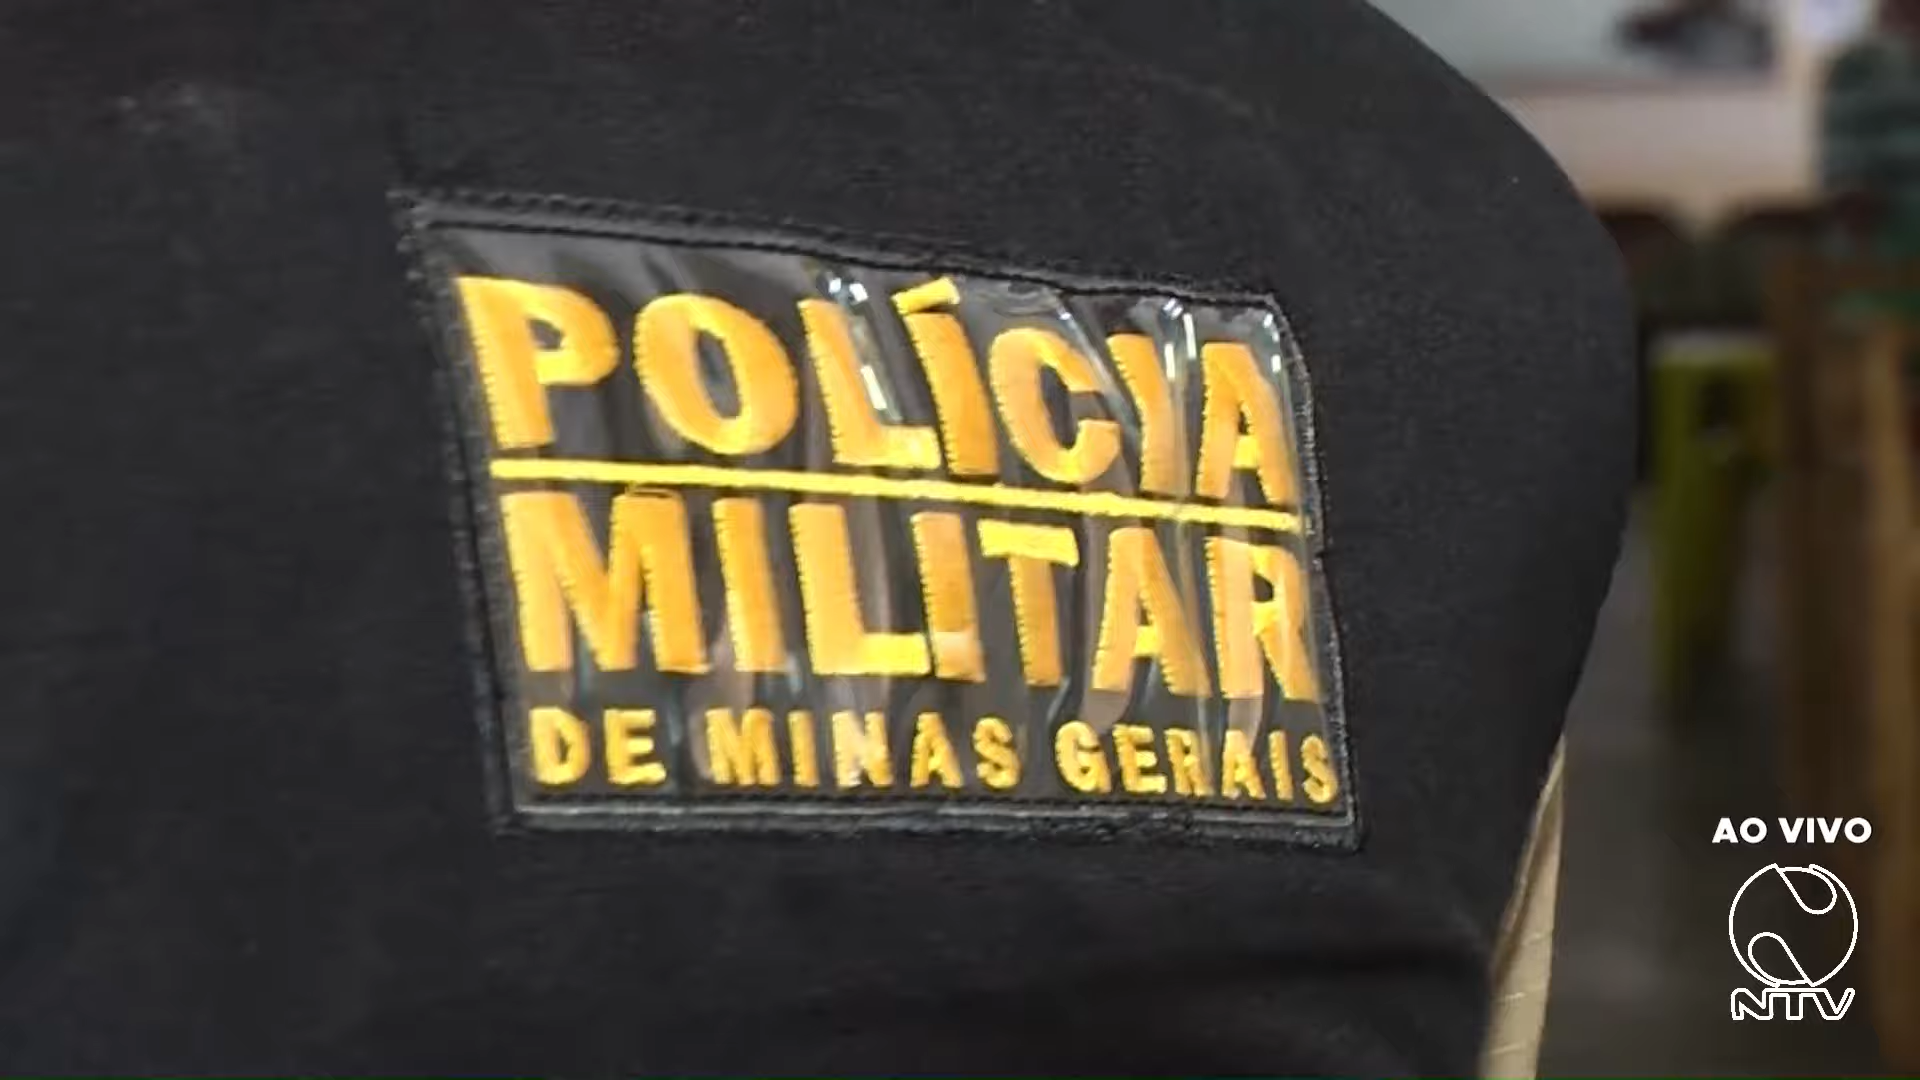 POLÍCIA
MILITAR
DE MINAS GERAIS
AO VIVO
NTV